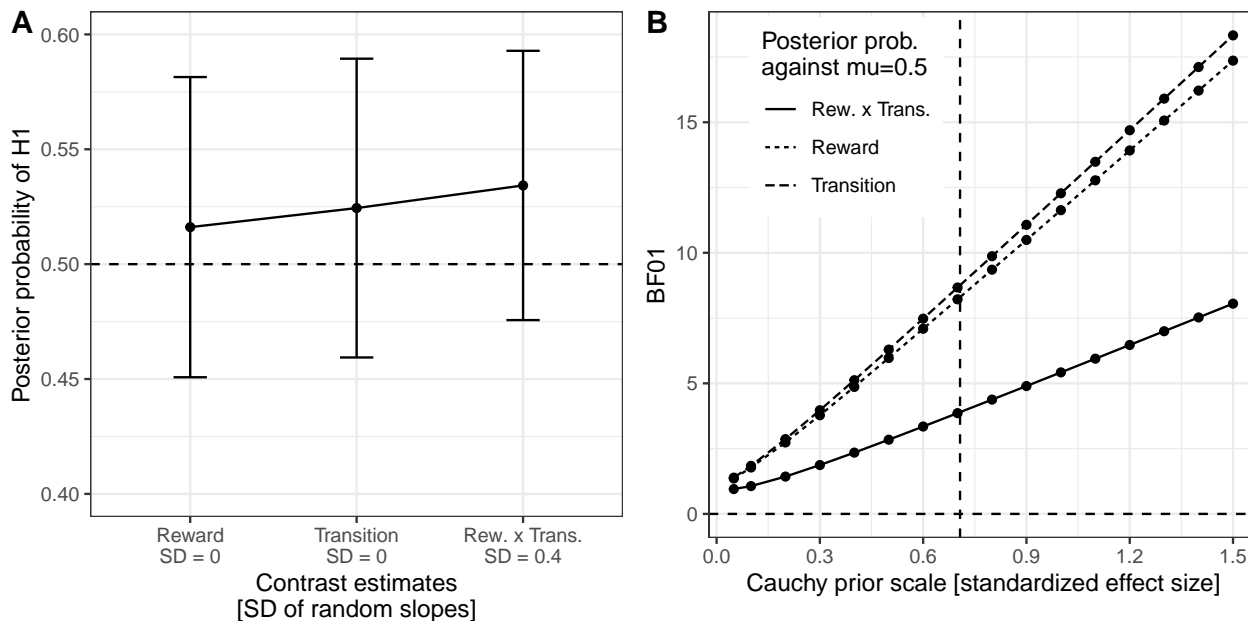 A
0.60
0.55
0.50
0.45
0.40
Posterior probability of H1
Reward
SD = 0
Transition
SD = 0
Rew. x Trans.
SD = 0.4
Contrast estimates
[SD of random slopes]
B
Posterior prob.
against mu=0.5
Rew. x Trans.
Reward
Transition
15
10
5
0
BF01
0.0
0.3
0.6
0.9
1.2
1.5
Cauchy prior scale [standardized effect size]